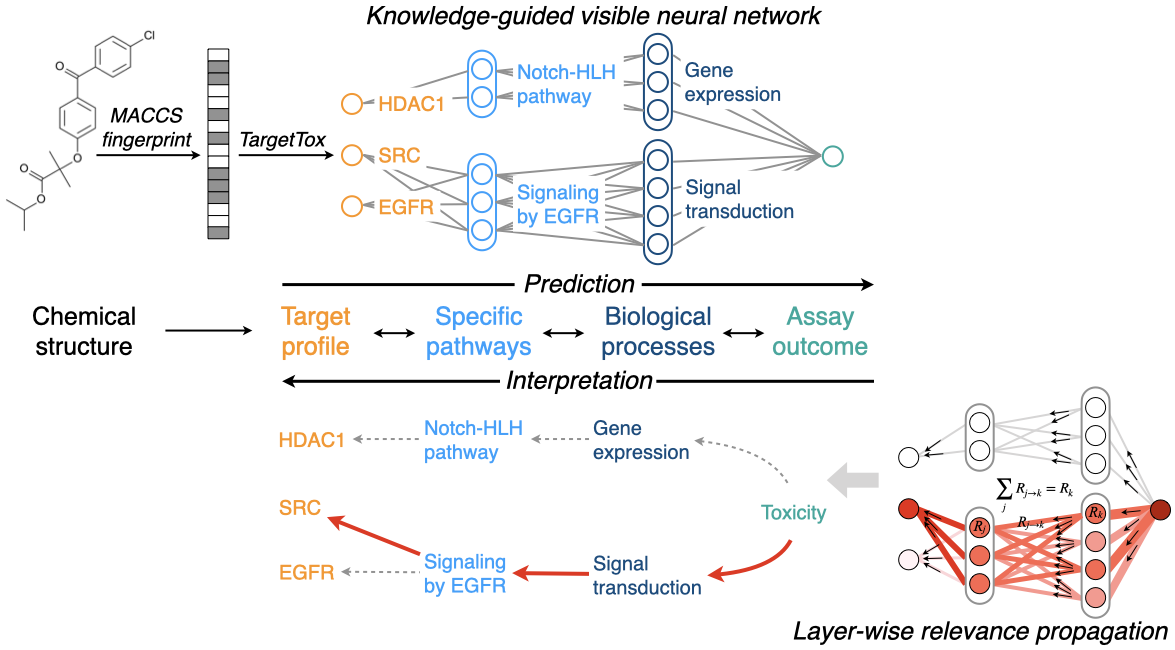 Knowledge-guided visible neural network
Cl
O
O
O
O
MACCS
fingerprint
TargetTox
HDAC1
SRC
EGFR
Notch-HLH
pathway
Signaling
by EGFR
Gene
expression
Signal
transduction
Prediction
Chemical
structure
Target
profile
Specific
pathways
Biological
processes
Assay
outcome
Interpretation
HDAC1
Notch-HLH
pathway
Gene
expression
SRC
Toxicity
EGFR
Signaling
by EGFR
Signal
transduction
∑ R_{j→k} = R_k
j
R_j
R_{j→k}
R_k
Layer-wise relevance propagation